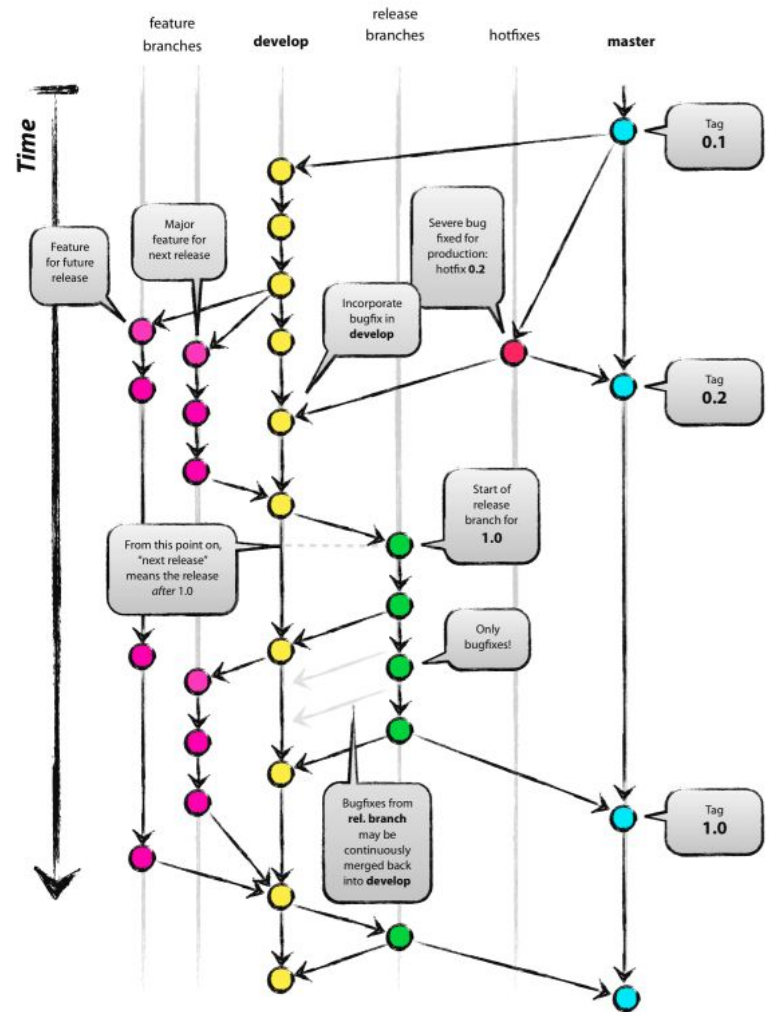 feature
branches
develop
release
branches
hotfixes
master
Time
Tag
0.1
Major
feature for
next release
Severe bug
fixed for
production:
hotfix 0.2
Feature
for future
release
Incorporate
bugfix in
develop
Tag
0.2
Start of
release
branch for
1.0
From this point on,
“next release”
means the release
after 1.0
Only
bugfixes!
Bugfixes from
rel. branch
may be
continuously
merged back
into develop
Tag
1.0